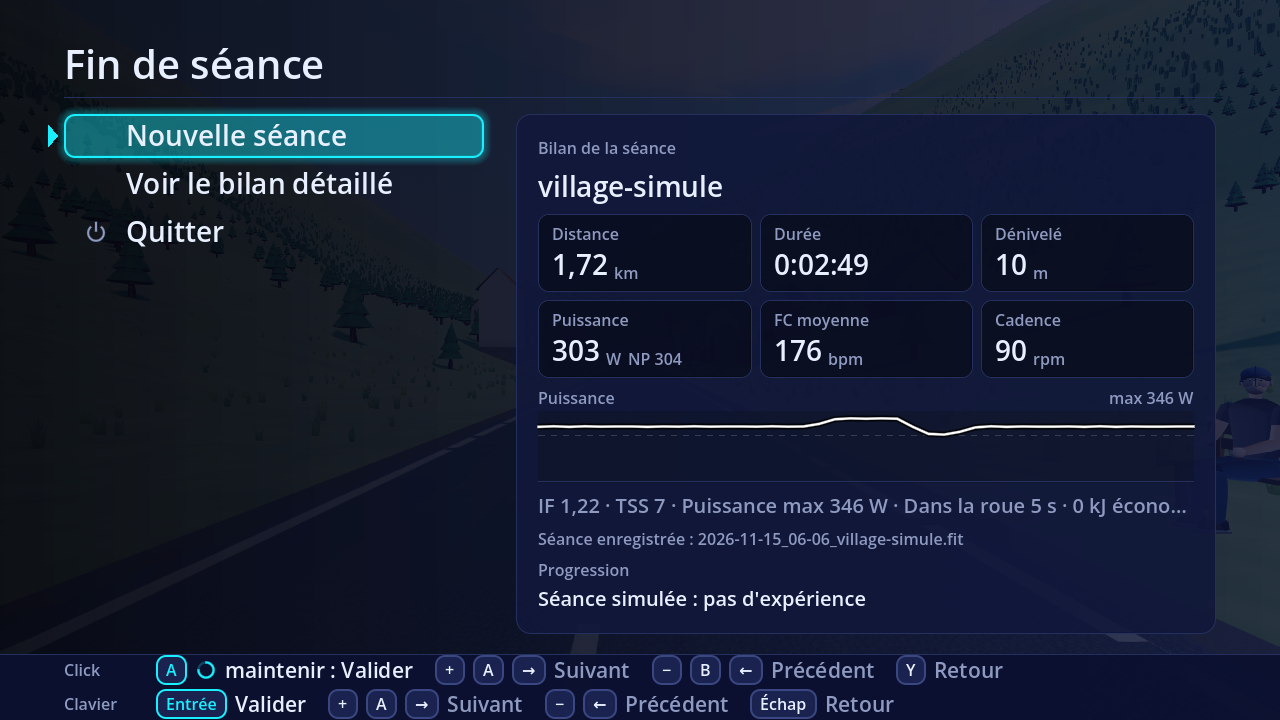 Fin de séance
Nouvelle séance
Voir le bilan détaillé
Quitter
Bilan de la séance
village-simule
Distance
1,72 km
Durée
0:02:49
Dénivelé
10 m
Puissance
303 W NP 304
FC moyenne
176 bpm
Cadence
90 rpm
Puissance max 346 W
IF 1,22 · TSS 7 · Puissance max 346 W · Dans la roue 5 s · 0 kJ écono...
Séance enregistrée : 2026-11-15_06-06_village-simule.fit
Progression
Séance simulée : pas d'expérience
Click A maintenir : Valider + A → Suivant − B ← Précédent Y Retour
Clavier Entrée Valider + A → Suivant − ← Précédent Échap Retour